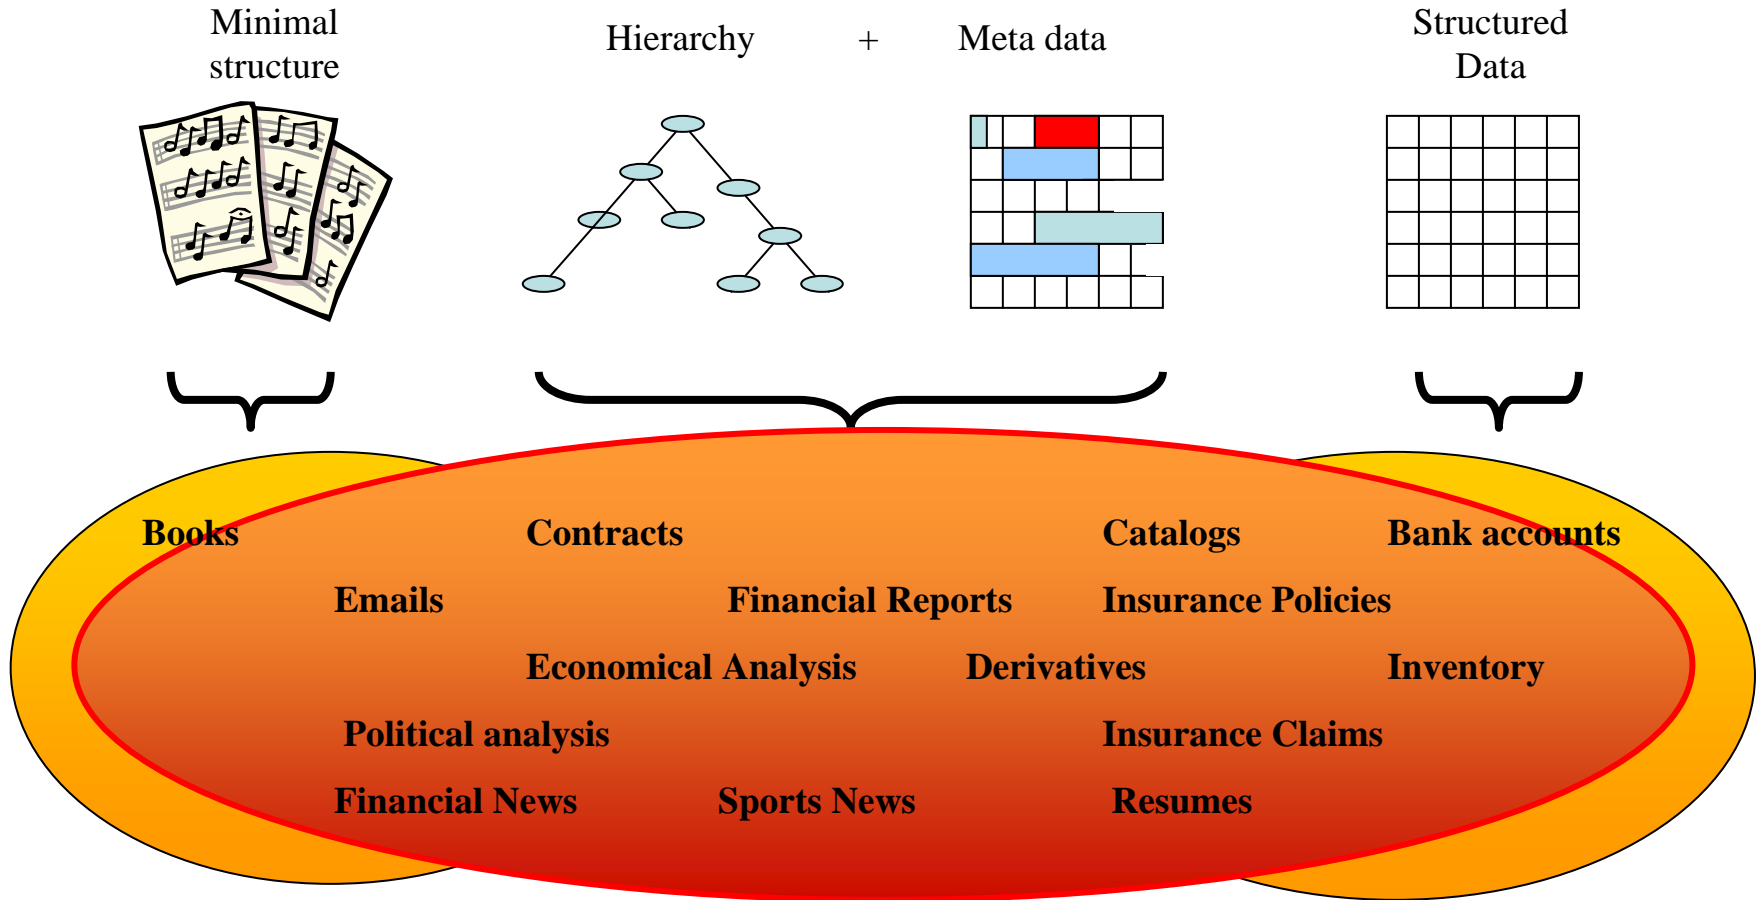 Minimal
structure
Hierarchy + Meta data
Structured
Data
Books Contracts Catalogs Bank accounts
Emails Financial Reports Insurance Policies
Economical Analysis Derivatives Inventory
Political analysis Insurance Claims
Financial News Sports News Resumes